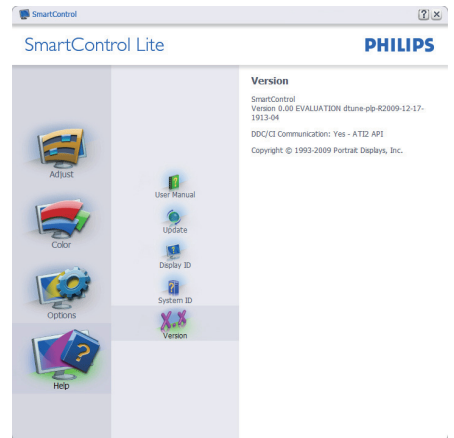 SmartControl
SmartControl Lite
PHILIPS
Adjust
Color
Options
Help
User Manual
Update
Display ID
System ID
X.X
Version
Version
SmartControl
Version 0.00 EVALUATION dtune-plp-R2009-12-17-
1913-04
DDC/CI Communication: Yes - ATI2 API
Copyright © 1993-2009 Portrait Displays, Inc.